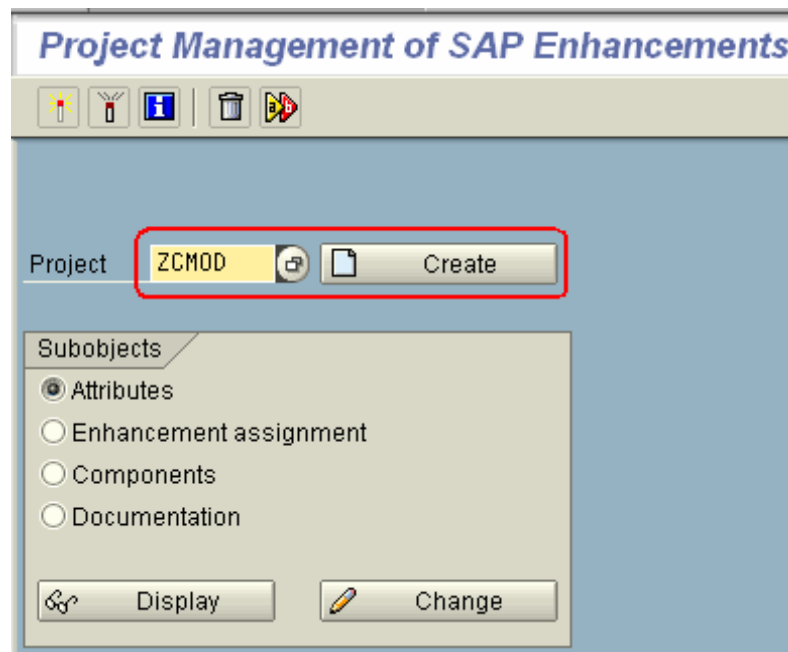 Project Management of SAP Enhancements
Project ZCMOD Create
Subobjects
Attributes
Enhancement assignment
Components
Documentation
Display Change